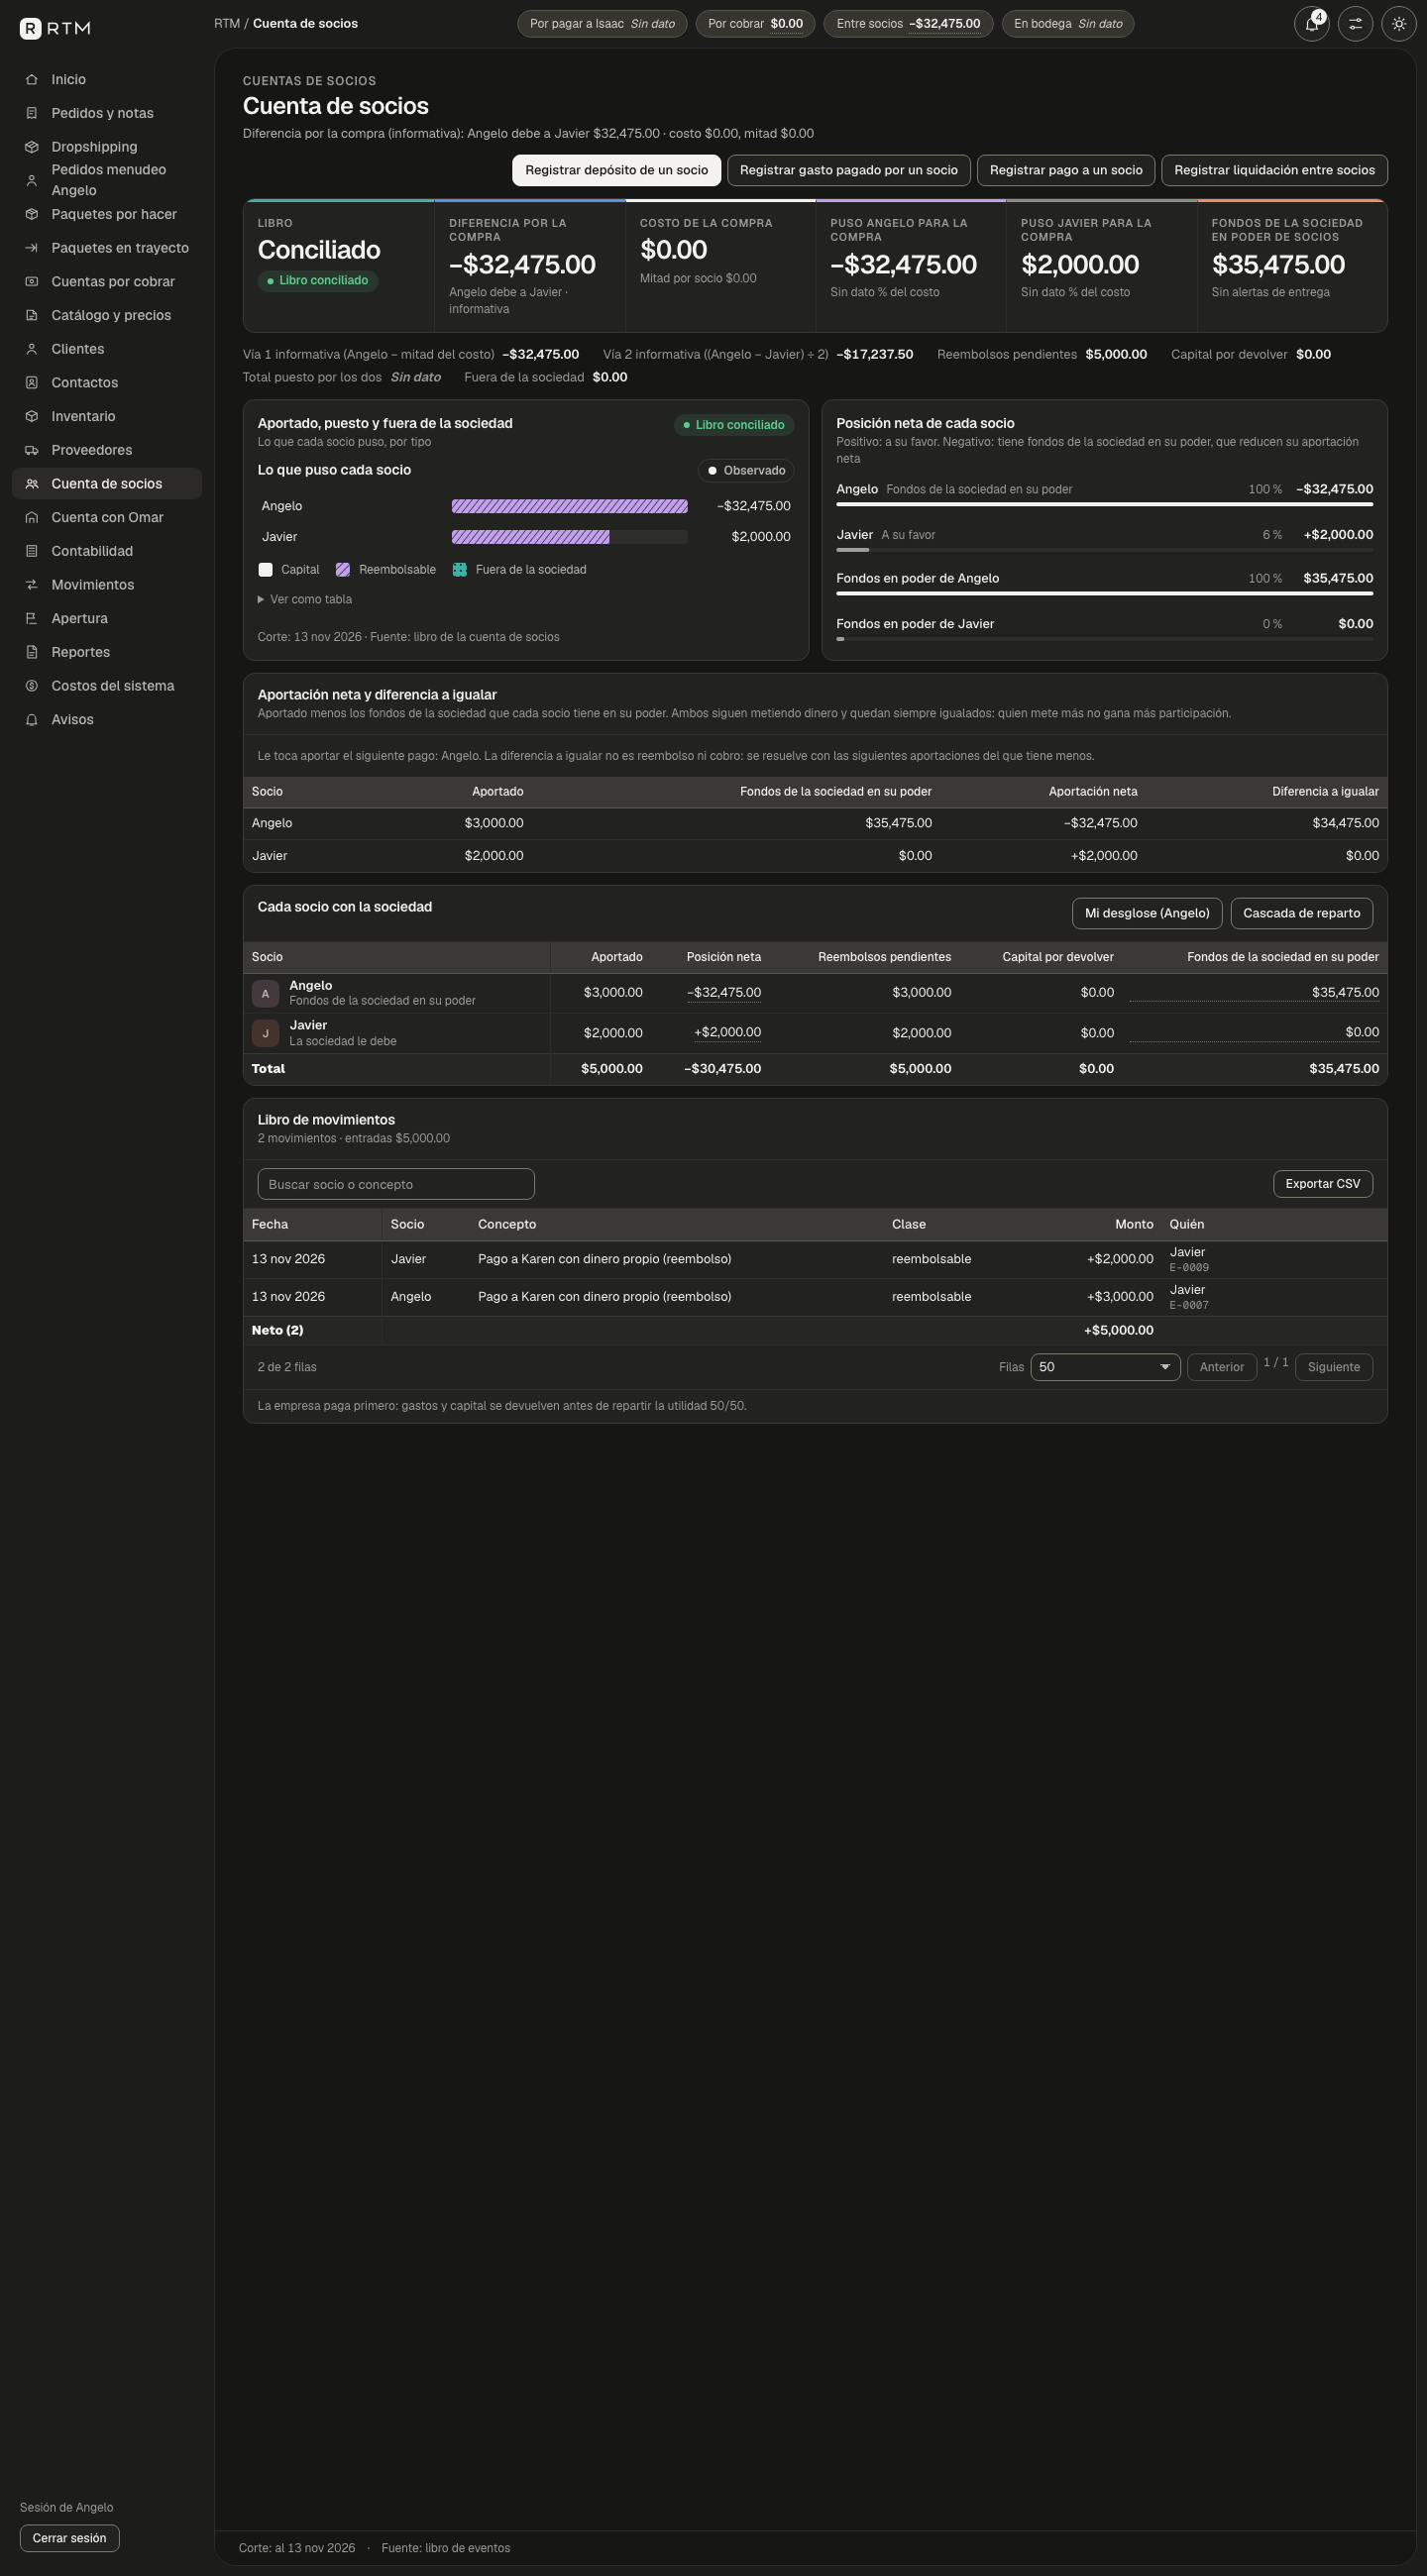 R RTM
Inicio
Pedidos y notas
Dropshipping
Pedidos menudeo
Angelo
Paquetes por hacer
Paquetes en trayecto
Cuentas por cobrar
Catálogo y precios
Clientes
Contactos
Inventario
Proveedores
Cuenta de socios
Cuenta con Omar
Contabilidad
Movimientos
Apertura
Reportes
Costos del sistema
Avisos
Sesión de Angelo
Cerrar sesión
RTM / Cuenta de socios
Por pagar a Isaac Sin dato
Por cobrar $0.00
Entre socios −$32,475.00
En bodega Sin dato
4
CUENTAS DE SOCIOS
Cuenta de socios
Diferencia por la compra (informativa): Angelo debe a Javier $32,475.00 · costo $0.00, mitad $0.00
Registrar depósito de un socio
Registrar gasto pagado por un socio
Registrar pago a un socio
Registrar liquidación entre socios
LIBRO
Conciliado
Libro conciliado
DIFERENCIA POR LA
COMPRA
−$32,475.00
Angelo debe a Javier ·
informativa
COSTO DE LA COMPRA
$0.00
Mitad por socio $0.00
PUSO ANGELO PARA LA
COMPRA
−$32,475.00
Sin dato % del costo
PUSO JAVIER PARA LA
COMPRA
$2,000.00
Sin dato % del costo
FONDOS DE LA SOCIEDAD
EN PODER DE SOCIOS
$35,475.00
Sin alertas de entrega
Vía 1 informativa (Angelo − mitad del costo) −$32,475.00 Vía 2 informativa ((Angelo − Javier) ÷ 2) −$17,237.50 Reembolsos pendientes $5,000.00 Capital por devolver $0.00
Total puesto por los dos Sin dato Fuera de la sociedad $0.00
Aportado, puesto y fuera de la sociedad
Libro conciliado
Lo que cada socio puso, por tipo
Lo que puso cada socio
Observado
Angelo −$32,475.00
Javier $2,000.00
Capital Reembolsable Fuera de la sociedad
Ver como tabla
Corte: 13 nov 2026 · Fuente: libro de la cuenta de socios
Posición neta de cada socio
Positivo: a su favor. Negativo: tiene fondos de la sociedad en su poder, que reducen su aportación
neta
Angelo Fondos de la sociedad en su poder 100 % −$32,475.00
Javier A su favor 6 % +$2,000.00
Fondos en poder de Angelo 100 % $35,475.00
Fondos en poder de Javier 0 % $0.00
Aportación neta y diferencia a igualar
Aportado menos los fondos de la sociedad que cada socio tiene en su poder. Ambos siguen metiendo dinero y quedan siempre igualados: quien mete más no gana más participación.
Le toca aportar el siguiente pago: Angelo. La diferencia a igualar no es reembolso ni cobro: se resuelve con las siguientes aportaciones del que tiene menos.
Socio Aportado Fondos de la sociedad en su poder Aportación neta Diferencia a igualar
Angelo $3,000.00 $35,475.00 −$32,475.00 $34,475.00
Javier $2,000.00 $0.00 +$2,000.00 $0.00
Cada socio con la sociedad
Mi desglose (Angelo)
Cascada de reparto
Socio Aportado Posición neta Reembolsos pendientes Capital por devolver Fondos de la sociedad en su poder
A Angelo $3,000.00 −$32,475.00 $3,000.00 $0.00 $35,475.00
Fondos de la sociedad en su poder
J Javier $2,000.00 +$2,000.00 $2,000.00 $0.00 $0.00
La sociedad le debe
Total $5,000.00 −$30,475.00 $5,000.00 $0.00 $35,475.00
Libro de movimientos
2 movimientos · entradas $5,000.00
Buscar socio o concepto
Exportar CSV
Fecha Socio Concepto Clase Monto Quién
13 nov 2026 Javier Pago a Karen con dinero propio (reembolso) reembolsable +$2,000.00 Javier
E-0009
13 nov 2026 Angelo Pago a Karen con dinero propio (reembolso) reembolsable +$3,000.00 Javier
E-0007
Neto (2) +$5,000.00
2 de 2 filas
Filas 50 Anterior 1 / 1 Siguiente
La empresa paga primero: gastos y capital se devuelven antes de repartir la utilidad 50/50.
Corte: al 13 nov 2026 · Fuente: libro de eventos